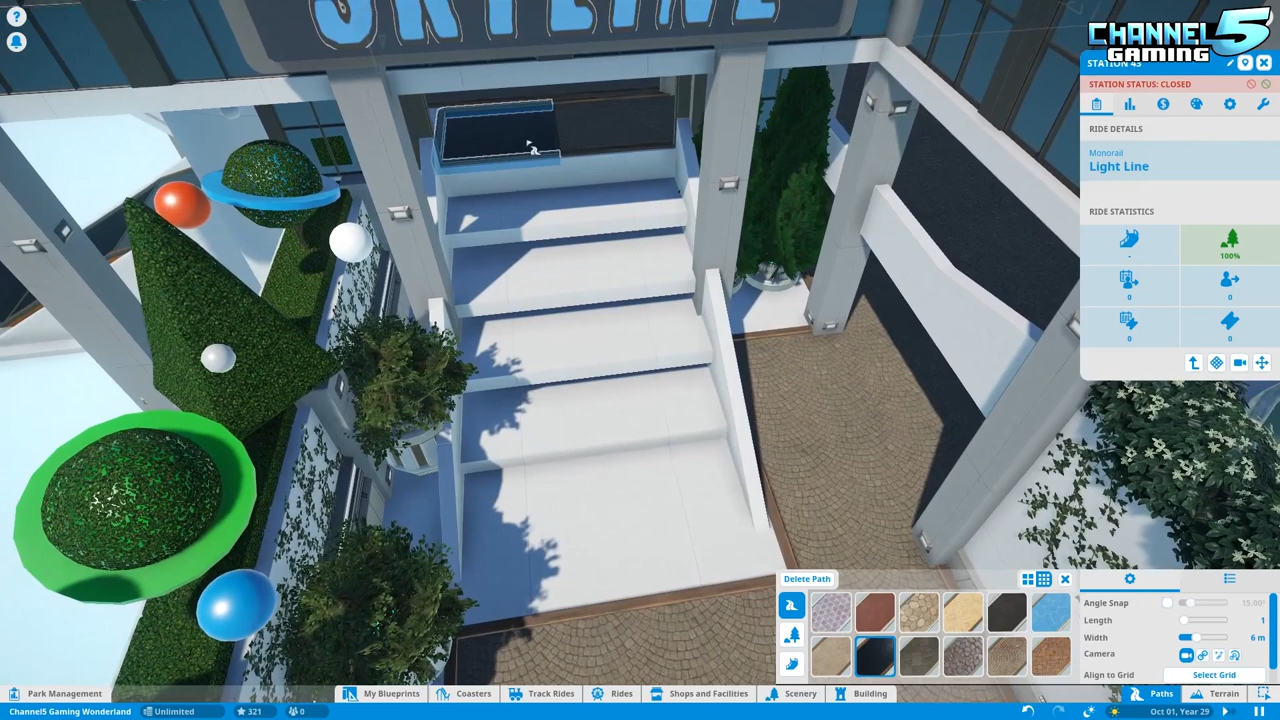 SKYLINE
CHANNEL 5
GAMING
STATION 43
STATION STATUS: CLOSED
RIDE DETAILS
Monorail
Light Line
RIDE STATISTICS
-
100%
0
0
0
0
Delete Path
Angle Snap
15.00°
Length
1
Width
6 m
Camera
Align to Grid
Select Grid
Park Management
My Blueprints
Coasters
Track Rides
Rides
Shops and Facilities
Scenery
Building
Paths
Terrain
Channel5 Gaming Wonderland
Unlimited
321
0
Oct 01, Year 29